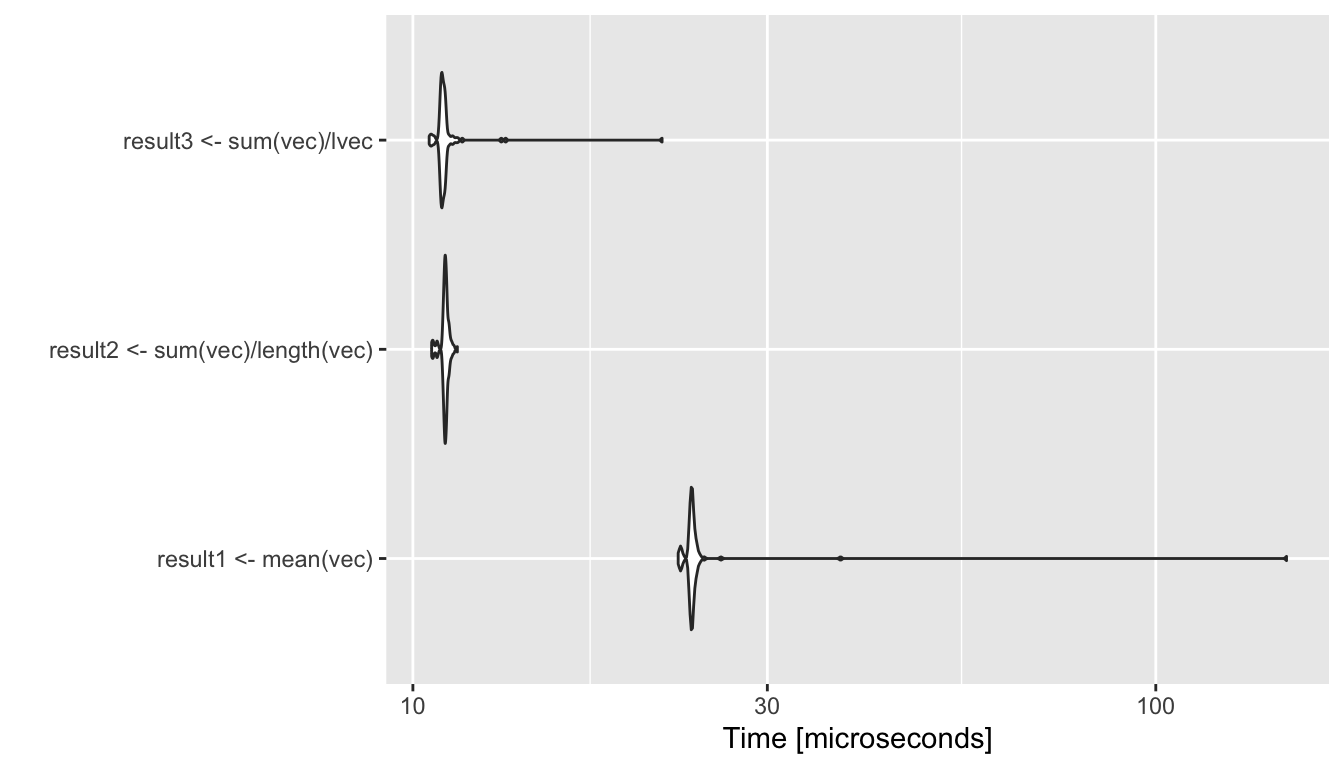 result3 <- sum(vec)/lvec
result2 <- sum(vec)/length(vec)
result1 <- mean(vec)
10 30 100
Time [microseconds]